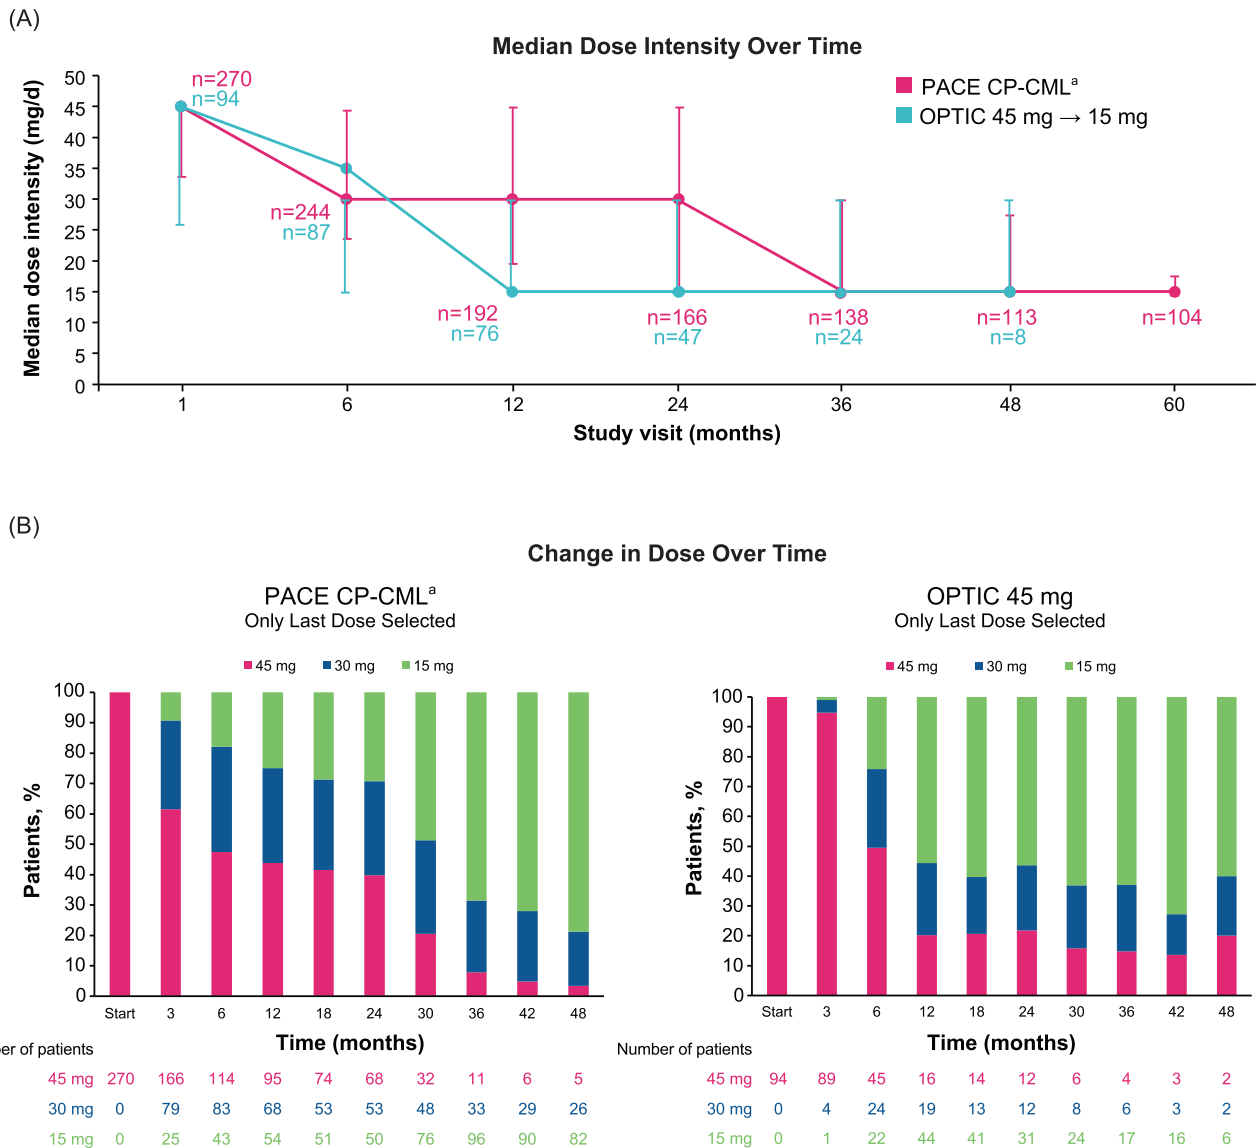 (A)
Median Dose Intensity Over Time
PACE CP-CMLa
OPTIC 45 mg → 15 mg
Median dose intensity (mg/d)
50
45
40
35
30
25
20
15
10
5
0
n=270
n=94
n=244
n=87
n=192
n=76
n=166
n=47
n=138
n=24
n=113
n=8
n=104
1 6 12 24 36 48 60
Study visit (months)
(B)
Change in Dose Over Time
PACE CP-CMLa
Only Last Dose Selected
45 mg 30 mg 15 mg
Patients, %
100
90
80
70
60
50
40
30
20
10
0
Start 3 6 12 18 24 30 36 42 48
Time (months)
er of patients
45 mg 270 166 114 95 74 68 32 11 6 5
30 mg 0 79 83 68 53 53 48 33 29 26
15 mg 0 25 43 54 51 50 76 96 90 82
OPTIC 45 mg
Only Last Dose Selected
45 mg 30 mg 15 mg
Patients, %
100
90
80
70
60
50
40
30
20
10
0
Start 3 6 12 18 24 30 36 42 48
Time (months)
Number of patients
45 mg 94 89 45 16 14 12 6 4 3 2
30 mg 0 4 24 19 13 12 8 6 3 2
15 mg 0 1 22 44 41 31 24 17 16 6